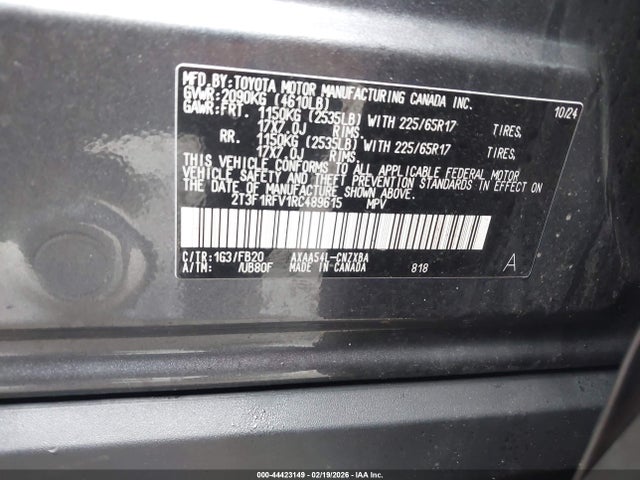 MFD.BY:TOYOTA MOTOR MANUFACTURING CANADA INC.
GVWR:2090KG (4610LB) 10/24
GAWR:FRT. 1150KG (2535LB) WITH 225/65R17 TIRES,
17X7.0J RIMS.
RR. 1150KG (2535LB) WITH 225/65R17 TIRES,
17X7.0J RIMS.
THIS VEHICLE CONFORMS TO ALL APPLICABLE FEDERAL MOTOR
VEHICLE SAFETY AND THEFT PREVENTION STANDARDS IN EFFECT ON
THE DATE OF MANUFACTURE SHOWN ABOVE.
2T3F1RFV1RC489615 MPV
C/TR:1G3/FB20 AXAA54L-CNZXBA
A/TM: /UB80F MADE IN CANADA 818 A
000-44423149 - 02/19/2026 - IAA Inc.